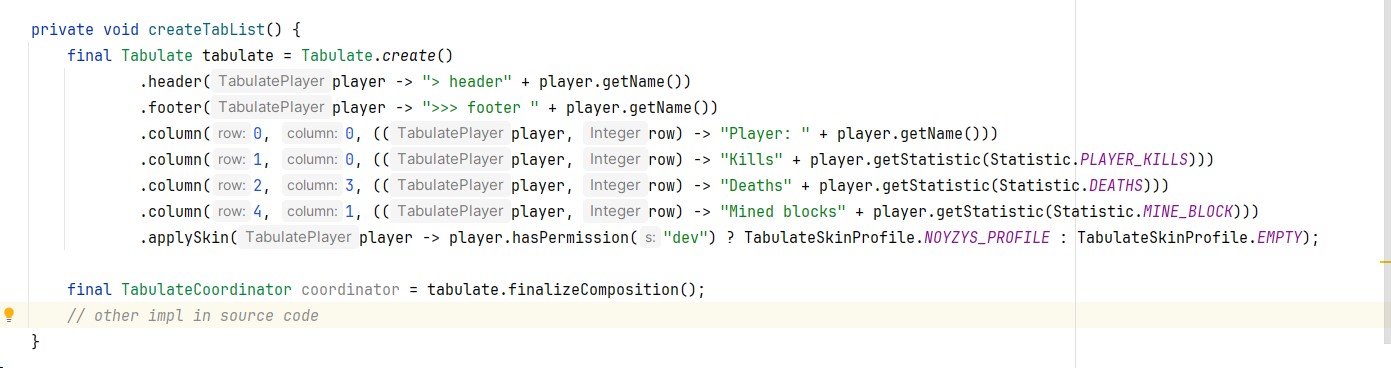 private void createTabList() {
final Tabulate tabulate = Tabulate.create()
.header( TabulatePlayer player -> "> header" + player.getName())
.footer( TabulatePlayer player -> ">>> footer " + player.getName())
.column( row: 0, column: 0, (( TabulatePlayer player, Integer row) -> "Player: " + player.getName()))
.column( row: 1, column: 0, (( TabulatePlayer player, Integer row) -> "Kills" + player.getStatistic(Statistic.PLAYER_KILLS)))
.column( row: 2, column: 3, (( TabulatePlayer player, Integer row) -> "Deaths" + player.getStatistic(Statistic.DEATHS)))
.column( row: 4, column: 1, (( TabulatePlayer player, Integer row) -> "Mined blocks" + player.getStatistic(Statistic.MINE_BLOCK)))
.applySkin( TabulatePlayer player -> player.hasPermission( s: "dev") ? TabulateSkinProfile.NOYZYS_PROFILE : TabulateSkinProfile.EMPTY);
final TabulateCoordinator coordinator = tabulate.finalizeComposition();
// other impl in source code
}